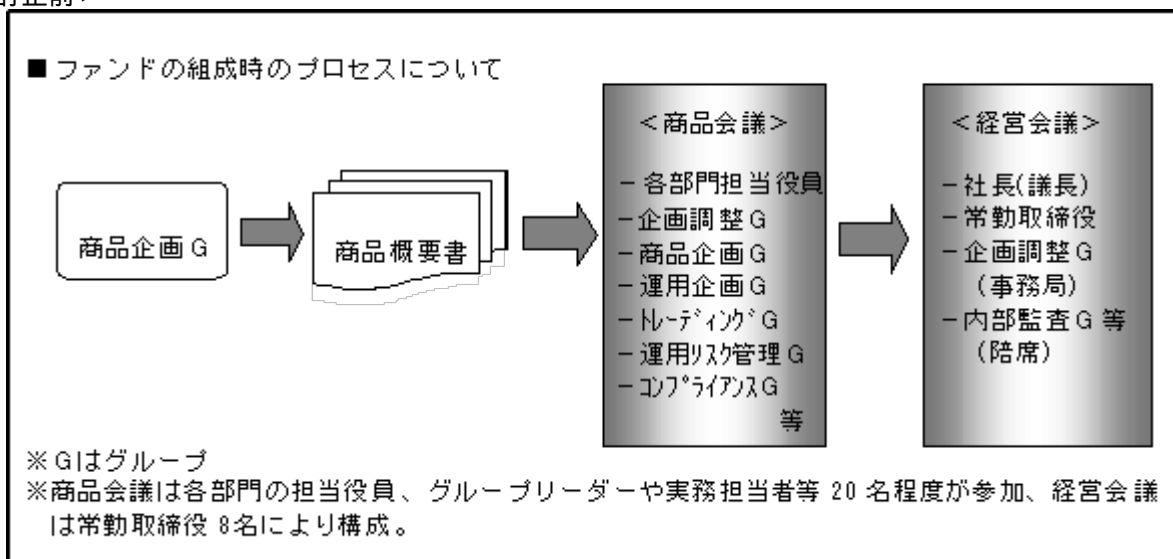 ■ファンドの組成時のプロセスについて
商品企画G
商品概要書
<商品会議>
-各部門担当役員
-企画調整G
-商品企画G
-運用企画G
-ﾄﾚｰﾃﾞｨﾝｸﾞG
-運用ﾘｽｸ管理G
-ｺﾝﾌﾟﾗｲｱﾝｽG
等
<経営会議>
-社長(議長)
-常勤取締役
-企画調整G
(事務局)
-内部監査G等
(陪席)
※Gはグループ
※商品会議は各部門の担当役員、グループリーダーや実務担当者等 20 名程度が参加、経営会議
は常勤取締役 8名により構成。